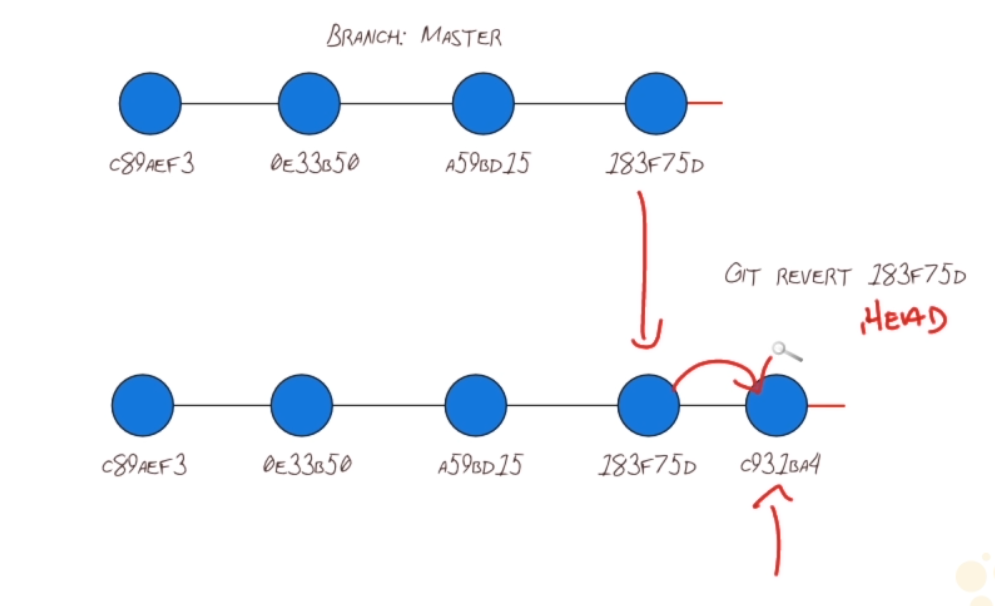 BRANCH: MASTER
C89AEF3 0E33B50 A59BD15 183F75D
GIT REVERT 183F75D
HEAD
C89AEF3 0E33B50 A59BD15 183F75D C931BA4